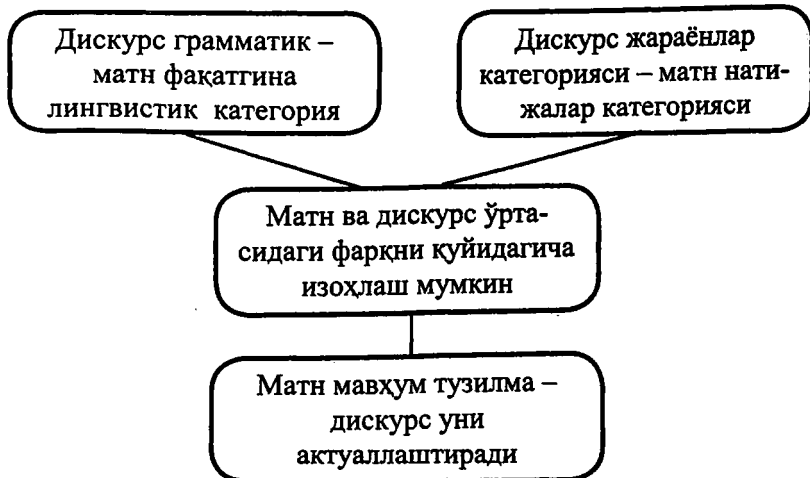 Дискурс грамматик –
матн фақатгина
лингвистик категория
Дискурс жараёнлар
категорияси – матн нати-
жалар категорияси
Матн ва дискурс ўрта-
сидаги фарқни қуйидагича
изоҳлаш мумкин
Матн мавҳум тузилма –
дискурс уни
актуаллаштиради